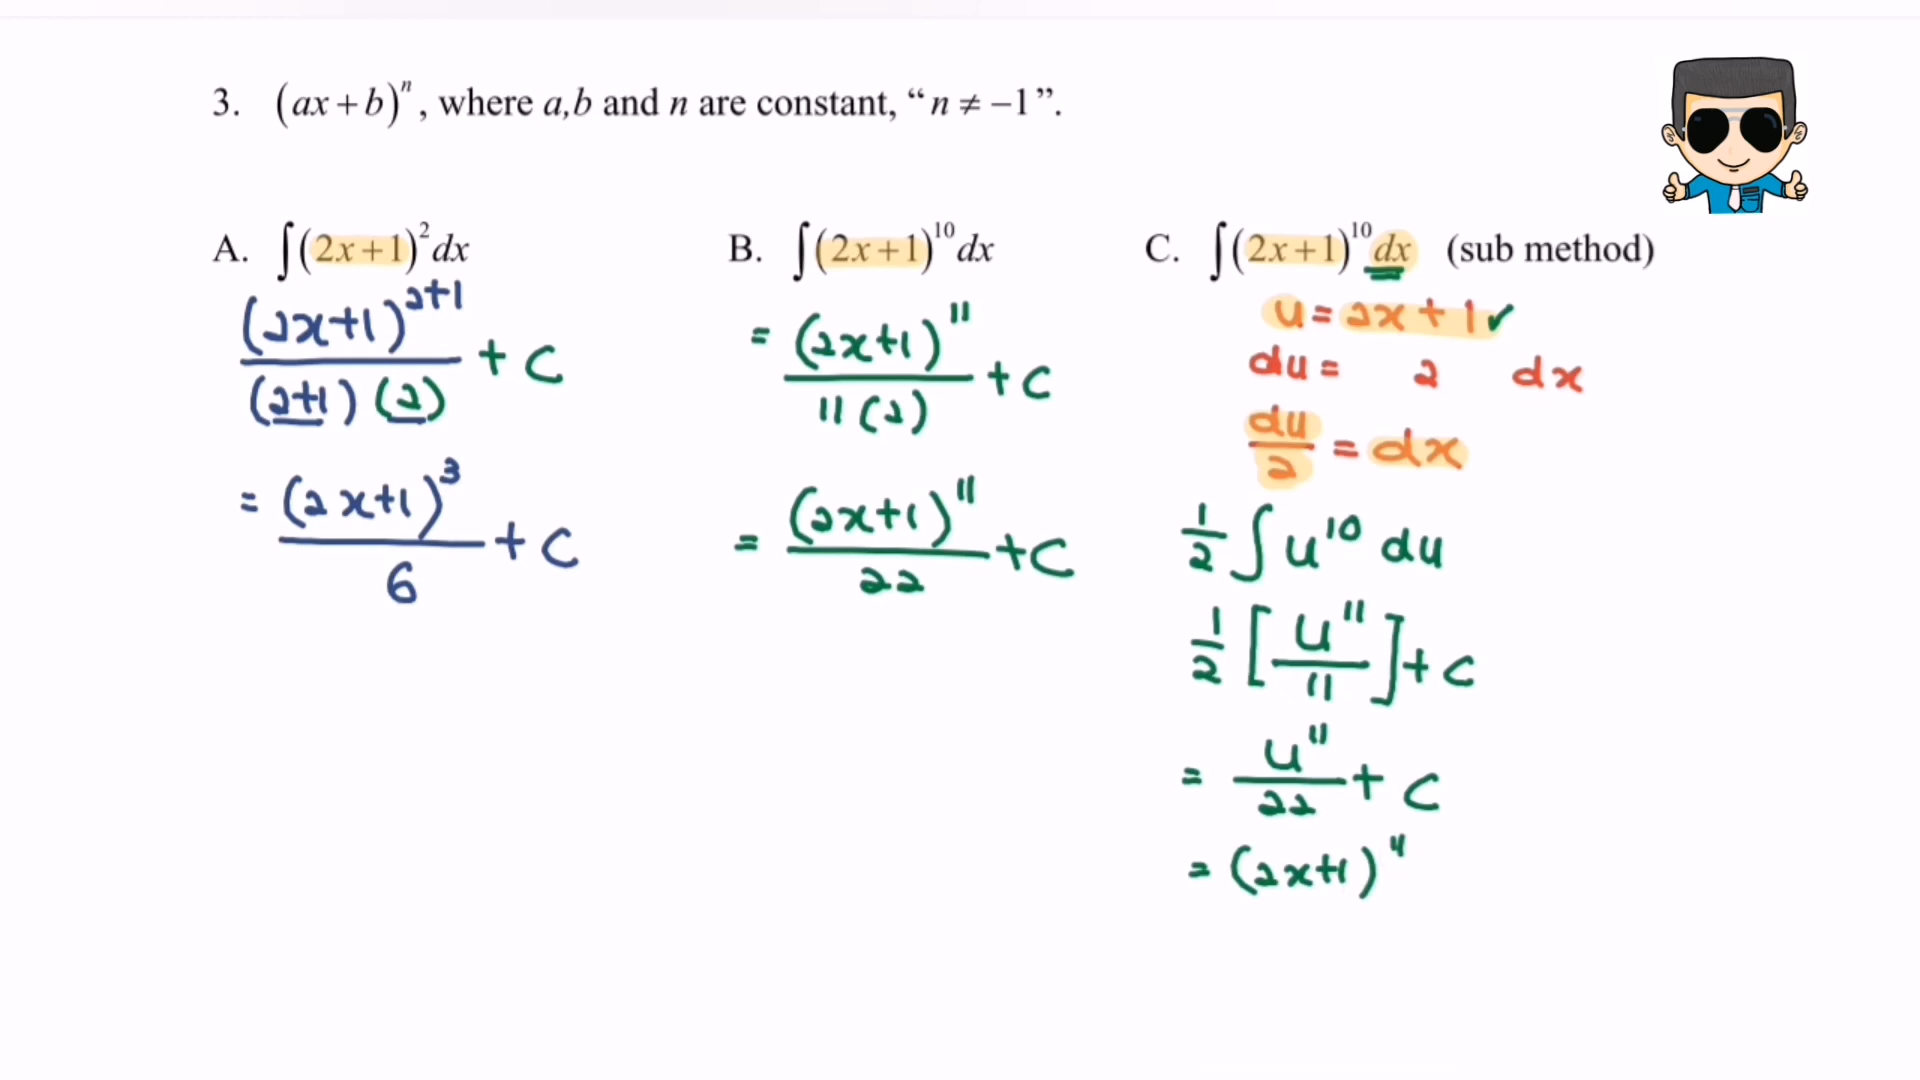 3. (ax+b)^n, where a,b and n are constant, “n ≠ −1”.
A. ∫(2x+1)^2 dx
(2x+1)^(2+1) / (2+1)(2) + C
= (2x+1)^3 / 6 + C
B. ∫(2x+1)^10 dx
= (2x+1)^11 / 11(2) + C
= (2x+1)^11 / 22 + C
C. ∫(2x+1)^10 dx (sub method)
u = 2x+1 ✓
du = 2 dx
du/2 = dx
1/2 ∫ u^10 du
1/2 [u^11 / 11] + C
= u^11 / 22 + C
= (2x+1)^11